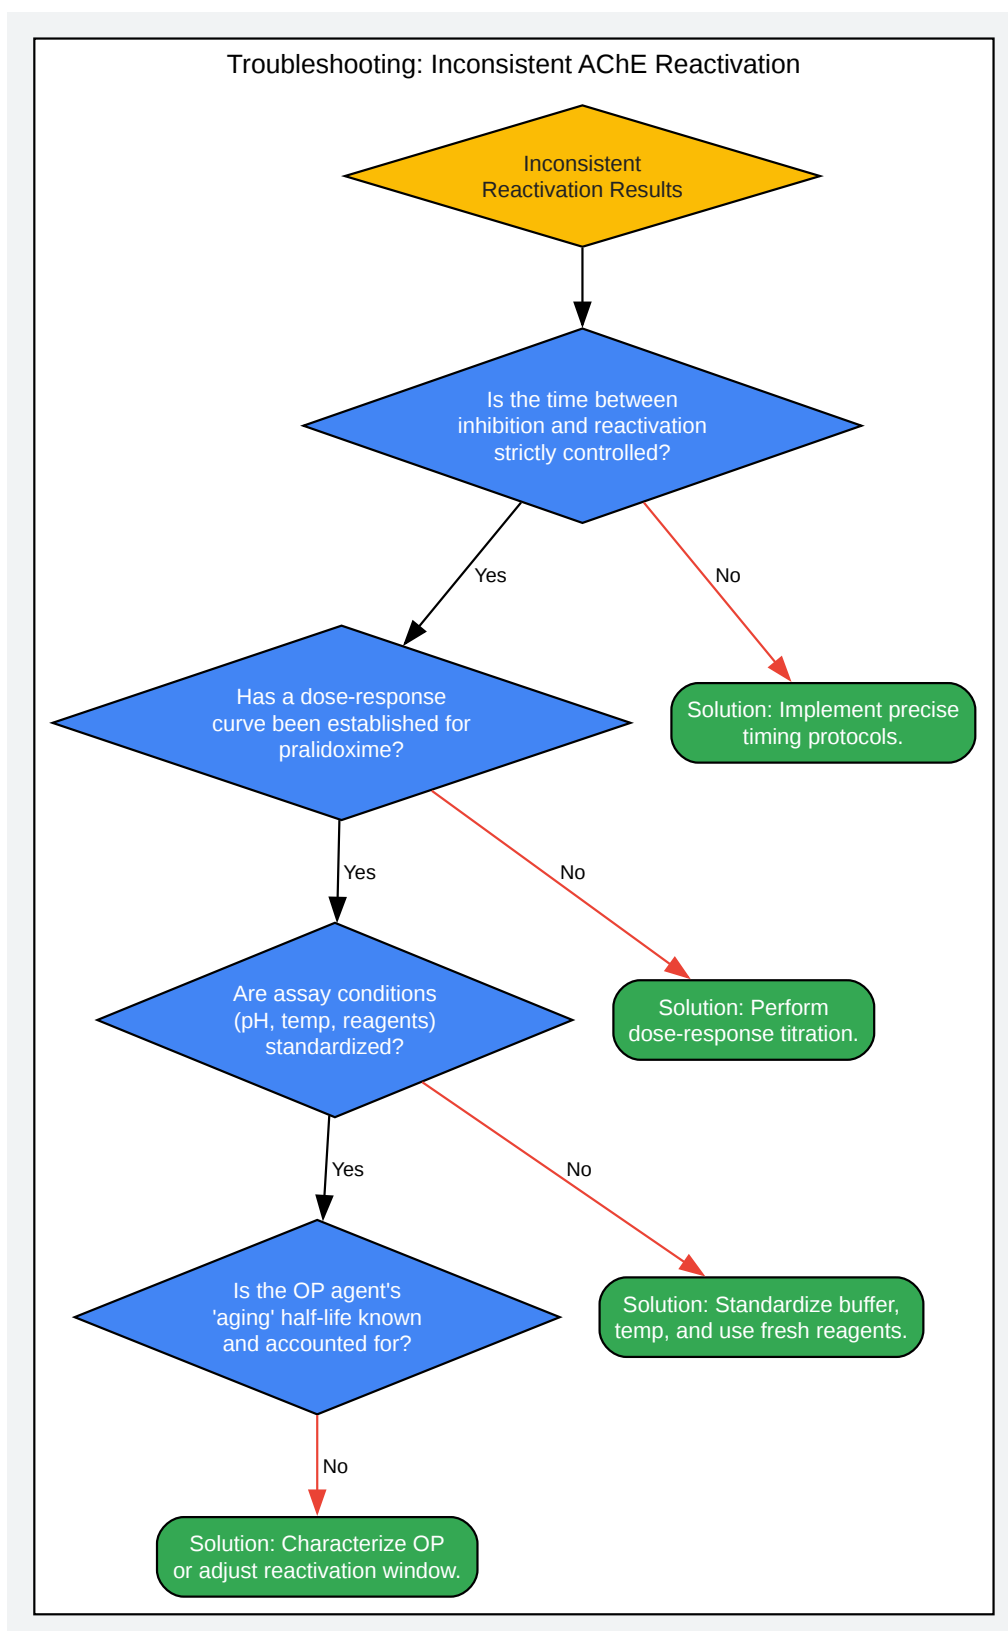 Troubleshooting: Inconsistent AChE Reactivation
Inconsistent
Reactivation Results
Is the time between
inhibition and reactivation
strictly controlled?
Yes
No
Has a dose-response
curve been established for
pralidoxime?
Solution: Implement precise
timing protocols.
Yes
No
Are assay conditions
(pH, temp, reagents)
standardized?
Solution: Perform
dose-response titration.
Yes
No
Is the OP agent's
'aging' half-life known
and accounted for?
Solution: Standardize buffer,
temp, and use fresh reagents.
No
Solution: Characterize OP
or adjust reactivation window.